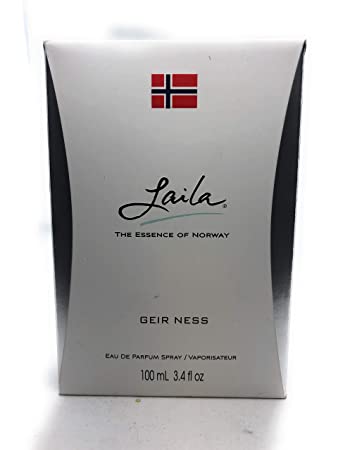 Laila®
THE ESSENCE OF NORWAY
GEIR NESS
EAU DE PARFUM SPRAY / VAPORISATEUR
100 mL 3.4 fl oz